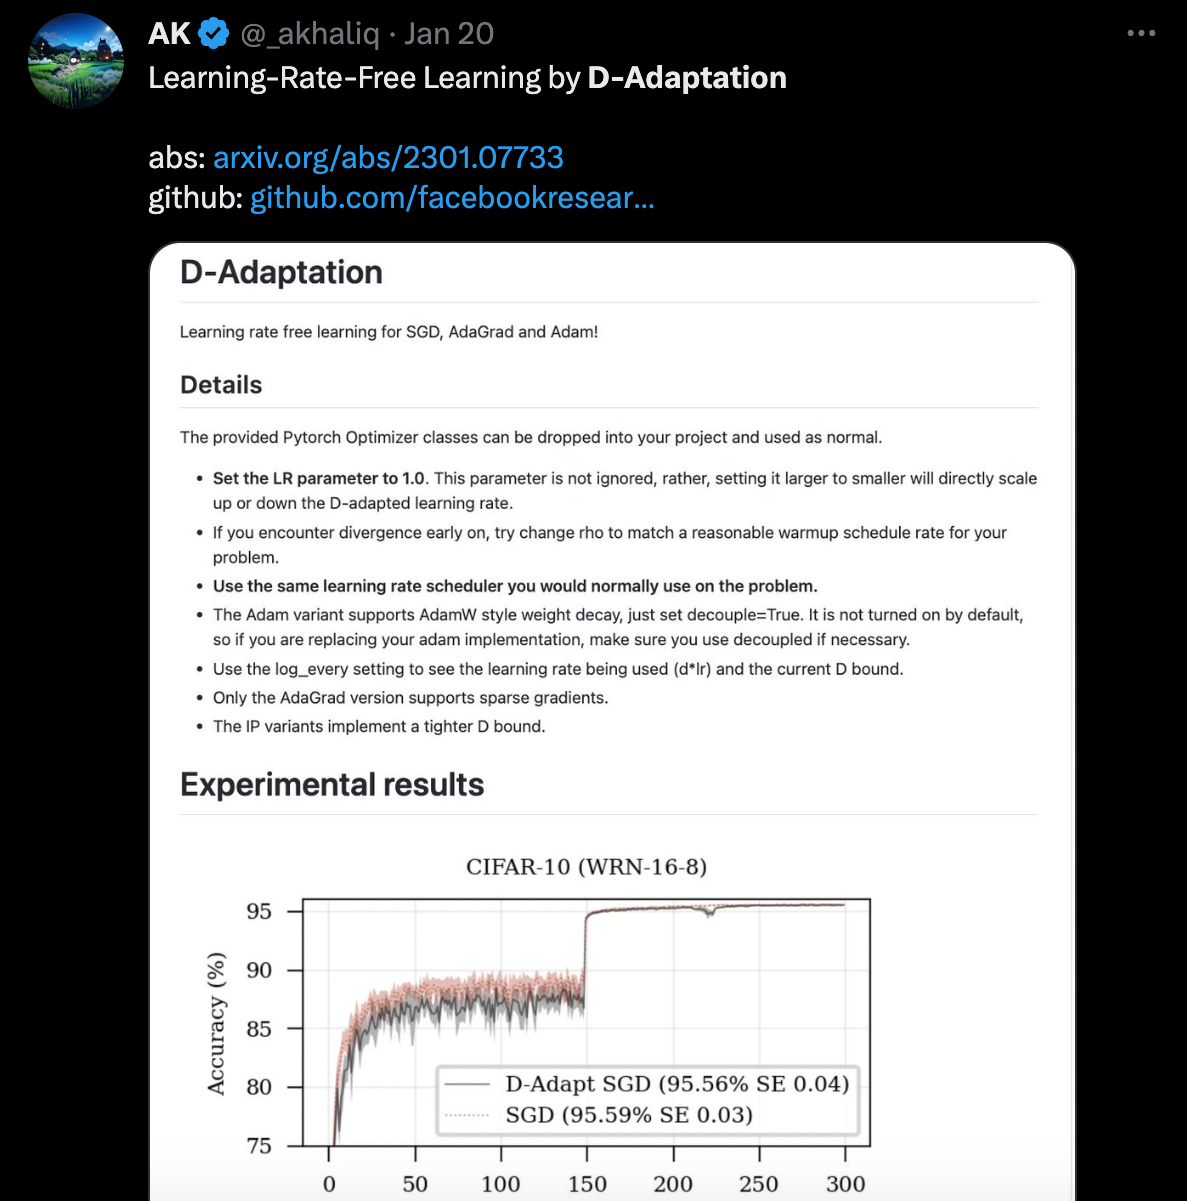 AK @_akhaliq · Jan 20
Learning-Rate-Free Learning by D-Adaptation
abs: arxiv.org/abs/2301.07733
github: github.com/facebookresear...
D-Adaptation
Learning rate free learning for SGD, AdaGrad and Adam!
Details
The provided Pytorch Optimizer classes can be dropped into your project and used as normal.
• Set the LR parameter to 1.0. This parameter is not ignored, rather, setting it larger to smaller will directly scale
up or down the D-adapted learning rate.
• If you encounter divergence early on, try change rho to match a reasonable warmup schedule rate for your
problem.
• Use the same learning rate scheduler you would normally use on the problem.
• The Adam variant supports AdamW style weight decay, just set decouple=True. It is not turned on by default,
so if you are replacing your adam implementation, make sure you use decoupled if necessary.
• Use the log_every setting to see the learning rate being used (d*lr) and the current D bound.
• Only the AdaGrad version supports sparse gradients.
• The IP variants implement a tighter D bound.
Experimental results
CIFAR-10 (WRN-16-8)
Accuracy (%)
95
90
85
80
75
D-Adapt SGD (95.56% SE 0.04)
SGD (95.59% SE 0.03)
0 50 100 150 200 250 300